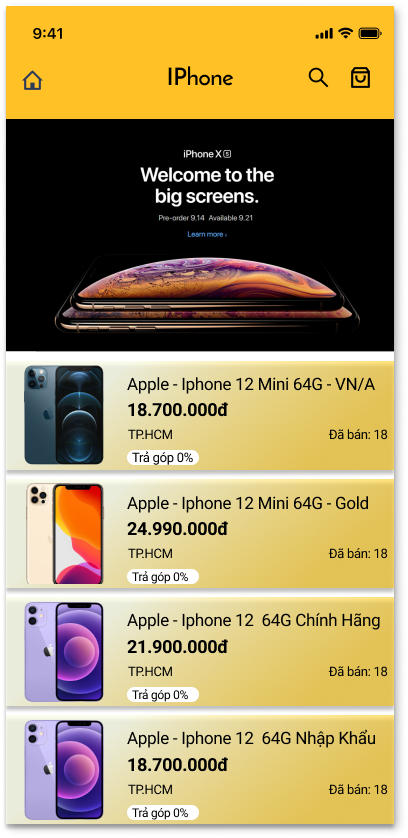 9:41
IPhone
iPhone X S
Welcome to the
big screens.
Pre-order 9.14 Available 9.21
Learn more ›
Apple - Iphone 12 Mini 64G - VN/A
18.700.000đ
TP.HCM
Đã bán: 18
Trả góp 0%
Apple - Iphone 12 Mini 64G - Gold
24.990.000đ
TP.HCM
Đã bán: 18
Trả góp 0%
Apple - Iphone 12  64G Chính Hãng
21.900.000đ
TP.HCM
Đã bán: 18
Trả góp 0%
Apple - Iphone 12  64G Nhập Khẩu
18.700.000đ
TP.HCM
Đã bán: 18
Trả góp 0%